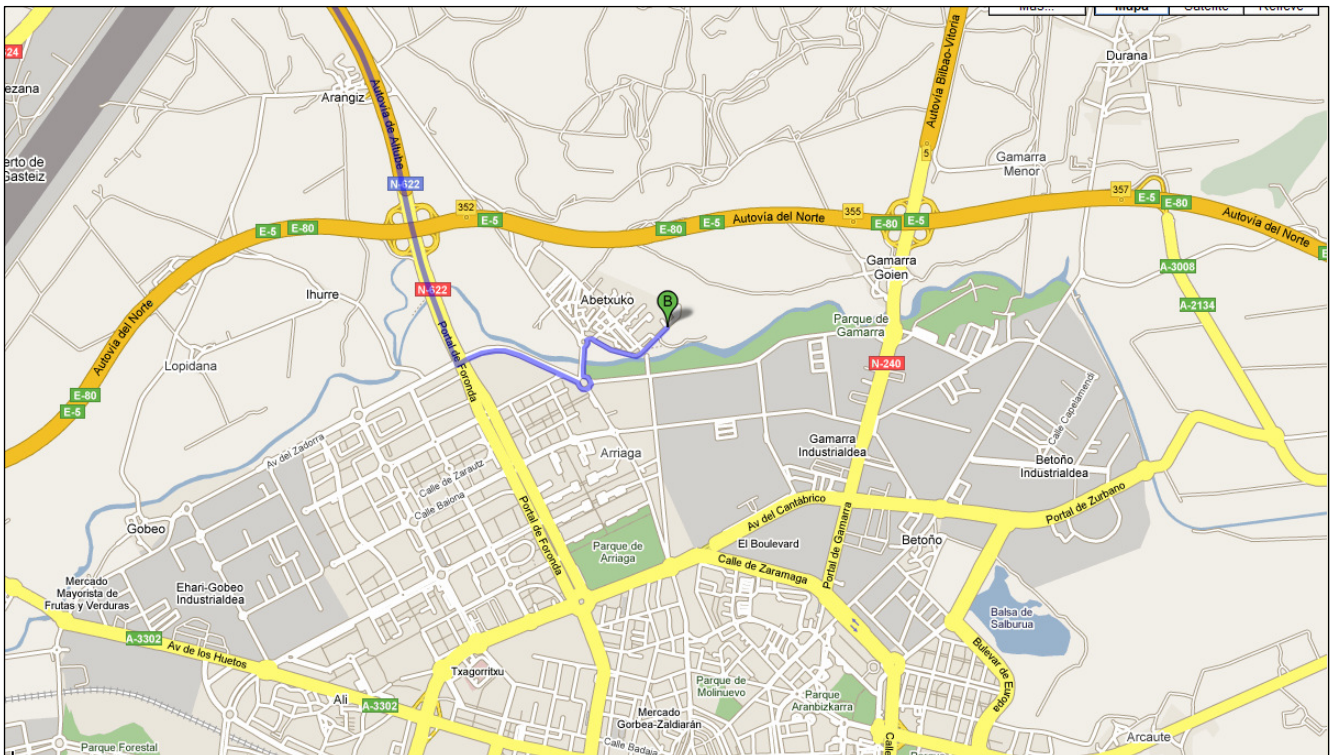 Mapa
Durana
-24
ezana
Arangiz
Autovía de Altube
Autovía Bilbao-Vitoria
erto de
Gasteiz
5
Gamarra
Menor
N-622
352
E-5
E-80
E-5
E-80
E-5
Autovía del Norte
355
E-80
E-5
357
E-5
E-80
Autovía del Norte
Gamarra
Goien
A-3008
Ihurre
N-622
Abetxuko
B
A-2134
Autovía del Norte
Portal de Foronda
Parque de
Gamarra
Lopidana
N-240
E-80
E-5
Calle Capelamendi
Av del Zadorra
Arriaga
Gamarra
Industrialdea
Betoño
Industrialdea
Calle de Zarautz
Calle Baiona
Portal de Foronda
Av del Cantábrico
Portal de Zurbano
Gobeo
Parque de
Arriaga
El Boulevard
Portal de Gamarra
Betoño
Calle de Zaramaga
Mercado
Mayorista de
Frutas y Verduras
Ehari-Gobeo
Industrialdea
Balsa de
Salburua
A-3302
Av de los Huetos
Txagorritxu
Bulevar de Europa
Ali
A-3302
Parque de
Molinuevo
Parque
Aranbizkarra
Mercado
Gorbea-Zaldiarán
Calle Badaia
Calle
Arcaute
Parque Forestal